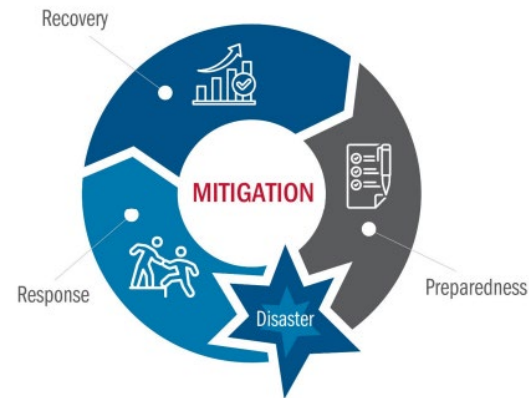 Recovery
MITIGATION
Response
Preparedness
Disaster